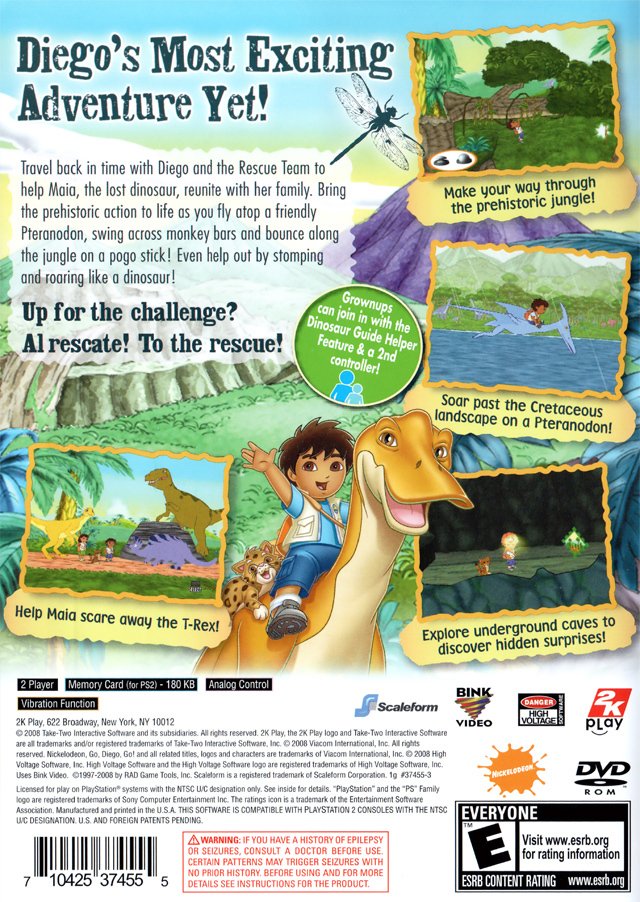 Diego's Most Exciting
Adventure Yet!
Travel back in time with Diego and the Rescue Team to
help Maia, the lost dinosaur, reunite with her family. Bring
the prehistoric action to life as you fly atop a friendly
Pteranodon, swing across monkey bars and bounce along
the jungle on a pogo stick! Even help out by stomping
and roaring like a dinosaur!
Up for the challenge?
Al rescate! To the rescue!
Make your way through
the prehistoric jungle!
Grownups
can join in with the
Dinosaur Guide Helper
Feature & a 2nd
controller!
Soar past the Cretaceous
landscape on a Pteranodon!
Help Maia scare away the T-Rex!
Explore underground caves to
discover hidden surprises!
2 Player
Memory Card (for PS2) - 180 KB
Analog Control
Vibration Function
Scaleform
BINK
VIDEO
DANGER
HIGH
VOLTAGE
SOFTWARE
2K
PLAY
2K Play, 622 Broadway, New York, NY 10012
© 2008 Take-Two Interactive Software and its subsidiaries. All rights reserved. 2K Play, the 2K Play logo and Take-Two Interactive Software
are all trademarks and/or registered trademarks of Take-Two Interactive Software, Inc. © 2008 Viacom International, Inc. All rights
reserved. Nickelodeon, Go, Diego, Go! and all related titles, logos and characters are trademarks of Viacom International, Inc. © 2008 High
Voltage Software, Inc. High Voltage Software and the High Voltage Software logo are registered trademarks of High Voltage Software, Inc.
Uses Bink Video. ©1997-2008 by RAD Game Tools, Inc. Scaleform is a registered trademark of Scaleform Corporation. 1g #37455-3
Licensed for play on PlayStation®2 systems with the NTSC U/C designation only. See inside for details. "PlayStation" and the "PS" Family
logo are registered trademarks of Sony Computer Entertainment Inc. The ratings icon is a trademark of the Entertainment Software
Association. Manufactured and printed in the U.S.A. THIS SOFTWARE IS COMPATIBLE WITH PLAYSTATION 2 CONSOLES WITH THE NTSC
U/C DESIGNATION. U.S. AND FOREIGN PATENTS PENDING.
NICKELODEON
DVD
ROM
7 10425 37455 5
WARNING: IF YOU HAVE A HISTORY OF EPILEPSY
OR SEIZURES, CONSULT A DOCTOR BEFORE USE.
CERTAIN PATTERNS MAY TRIGGER SEIZURES WITH
NO PRIOR HISTORY. BEFORE USING AND FOR MORE
DETAILS SEE INSTRUCTIONS FOR THE PRODUCT.
EVERYONE
E
TM
Visit www.esrb.org
for rating information
ESRB CONTENT RATING www.esrb.org